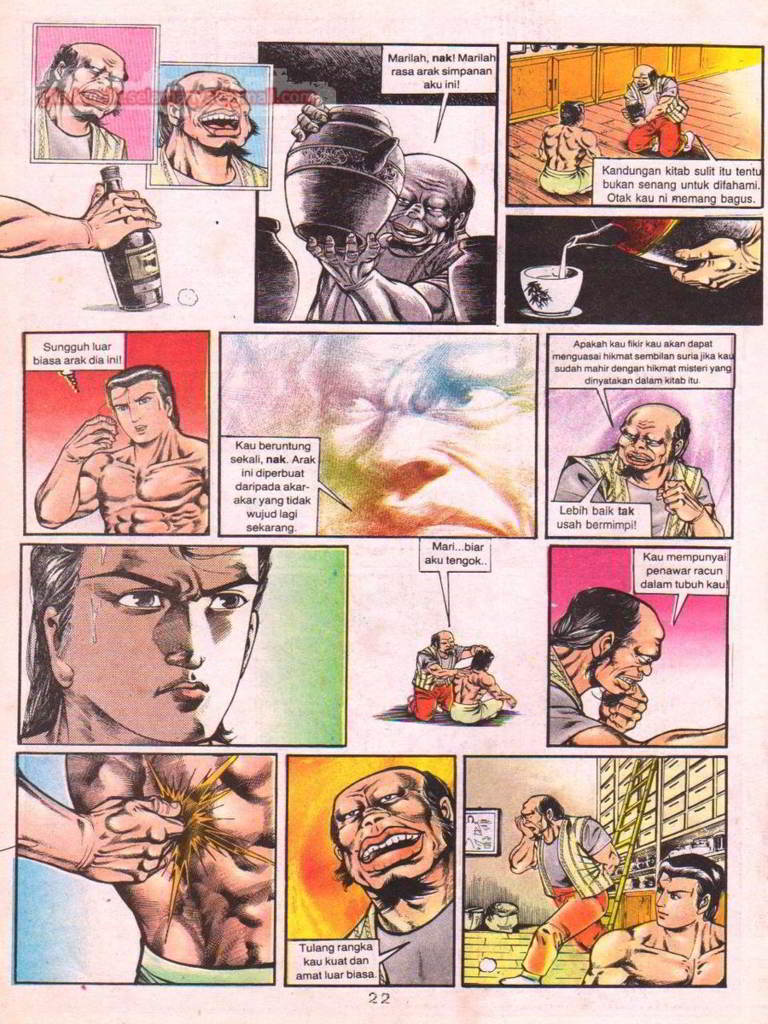 Marilah, nak! Marilah
rasa arak simpanan
aku ini!
Kandungan kitab sulit itu tentu
bukan senang untuk difahami.
Otak kau ni memang bagus.
Sungguh luar
biasa arak dia ini!
Kau beruntung
sekali, nak. Arak
ini diperbuat
daripada akar-
akar yang tidak
wujud lagi
sekarang.
Apakah kau fikir kau akan dapat
menguasai hikmat sembilan suria jika kau
sudah mahir dengan hikmat misteri yang
dinyatakan dalam kitab itu.
Lebih baik tak
usah bermimpi!
Mari...biar
aku tengok..
Kau mempunyai
penawar racun
dalam tubuh kau!
Tulang rangka
kau kuat dan
amat luar biasa.
22